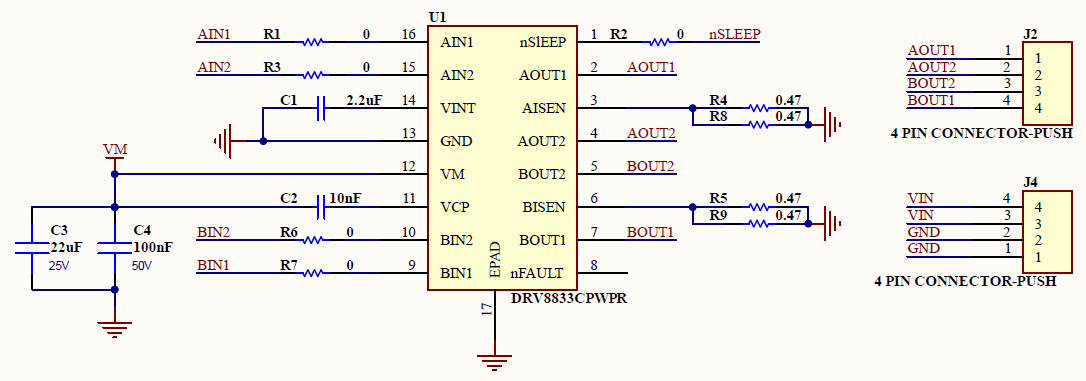 U1
AIN1 R1 0 16 AIN1 nSlEEP 1 R2 0 nSLEEP
J2
AIN2 R3 0 15 AIN2 AOUT1 2 AOUT1
AOUT1 1 1
AOUT2 2 2
BOUT2 3 3
BOUT1 4 4
C1 2.2uF 14 VINT AISEN 3 R4 0.47
R8 0.47
4 PIN CONNECTOR-PUSH
13 GND AOUT2 4 AOUT2
VM
12 VM BOUT2 5 BOUT2
J4
C2 10nF 11 VCP BISEN 6 R5 0.47
R9 0.47
VIN 4 4
VIN 3 3
GND 2 2
GND 1 1
C3 C4 BIN2 R6 0 10 BIN2 BOUT1 7 BOUT1
22uF 100nF
25V 50V BIN1 R7 0 9 BIN1 EPAD nFAULT 8
4 PIN CONNECTOR-PUSH
17 DRV8833CPWPR